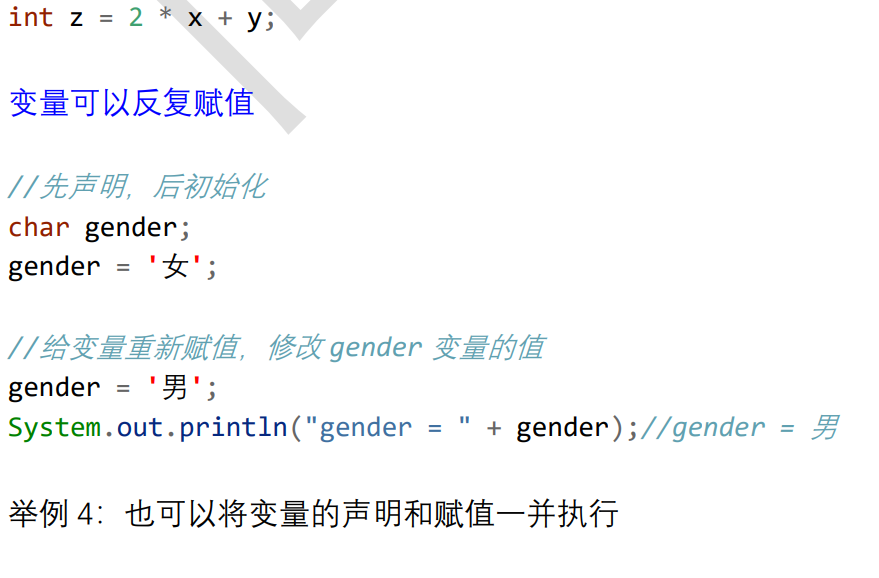 int z = 2 * x + y;
变量可以反复赋值
//先声明，后初始化
char gender;
gender = '女';
//给变量重新赋值，修改 gender 变量的值
gender = '男';
System.out.println("gender = " + gender);//gender = 男
举例 4：也可以将变量的声明和赋值一并执行